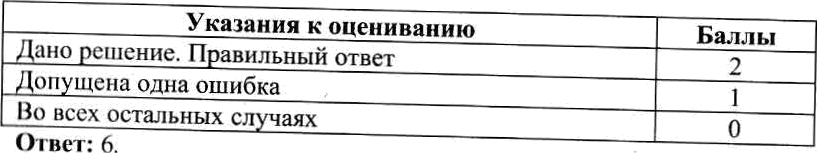 Указания к оцениванию Баллы
Дано решение. Правильный ответ 2
Допущена одна ошибка 1
Во всех остальных случаях 0
Ответ: 6.